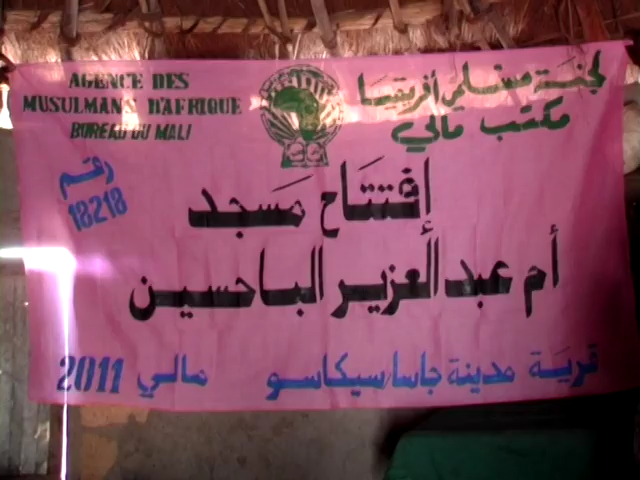 AGENCE DES
MUSULMANS D'AFRIQUE
BUREAU DU MALI
لجنة مسلمي أفريقيا
مكتب مالي
رقم
18218
إفتتاح مسجد
أم عبد العزير الباحسين
قرية مدينة جاسا سيكاسو مالي 2011